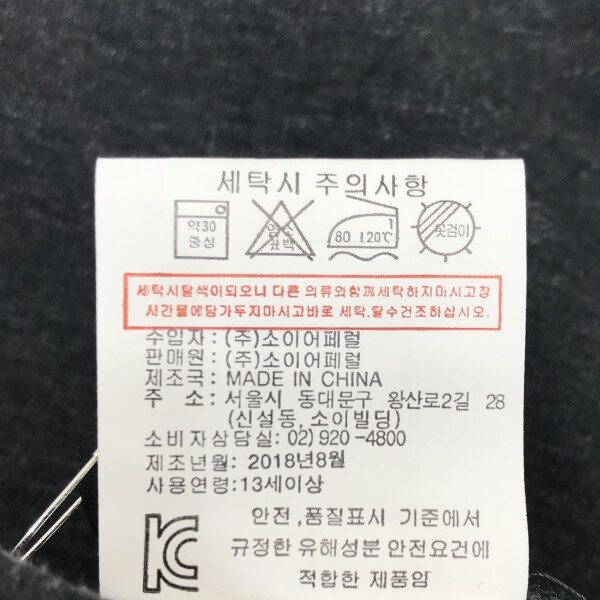 세탁시 주의사항
약30 중성
염소 표백
1
80 120℃
옷걸이
세탁시탈색이되오니 다른 의류와함께세탁하지마시고장
시간물에담가두지마시고바로 세탁.탈수건조하십시오.
수입자 : (주)소이어페럴
판매원 : (주)소이어페럴
제조국 : MADE IN CHINA
주 소 : 서울시 동대문구 왕산로2길 28
(신설동, 소이빌딩)
소비자상담실: 02) 920-4800
제조년월: 2018년8월
사용연령:13세이상
안전 ,품질표시 기준에서
규정한 유해성분 안전요건에
적합한 제품임